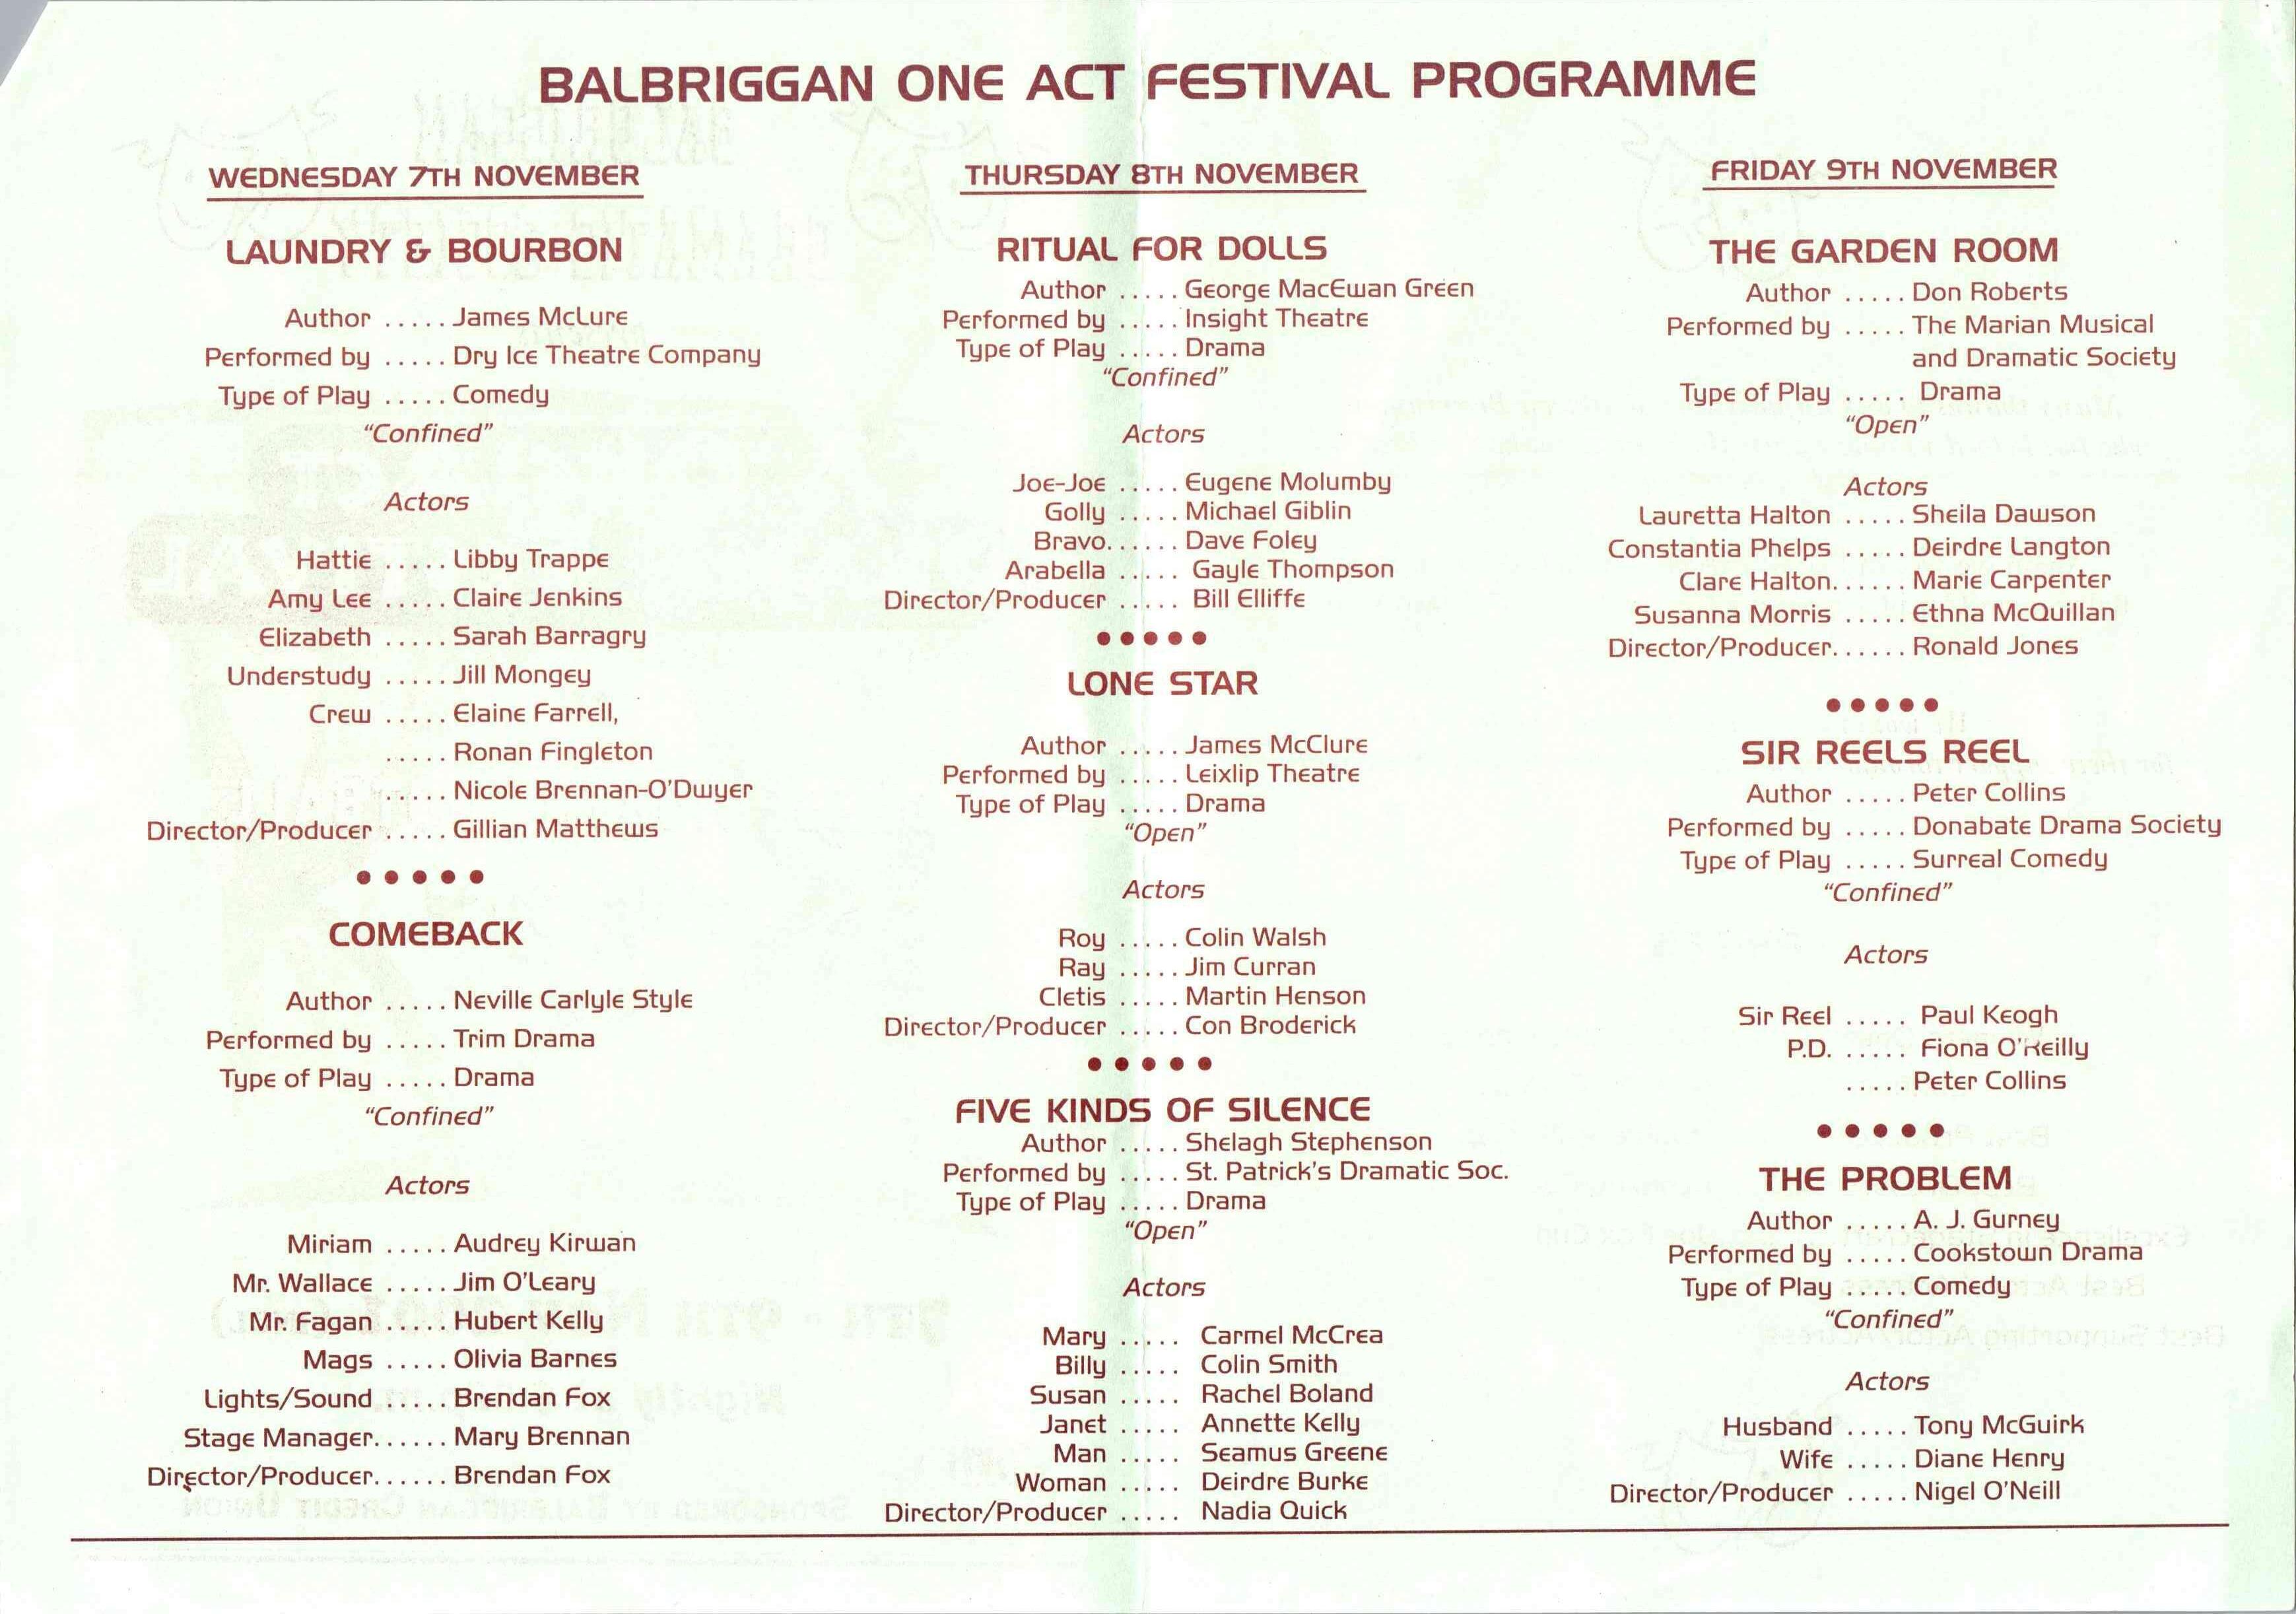 BALBRIGGAN ONE ACT FESTIVAL PROGRAMME
WEDNESDAY 7TH NOVEMBER
LAUNDRY & BOURBON
Author ..... James McLure
Performed by ..... Dry Ice Theatre Company
Type of Play ..... Comedy
"Confined"
Actors
Hattie ..... Libby Trappe
Amy Lee ..... Claire Jenkins
Elizabeth ..... Sarah Barragry
Understudy ..... Jill Mongey
Crew ..... Elaine Farrell,
..... Ronan Fingleton
..... Nicole Brennan-O'Dwyer
Director/Producer ..... Gillian Matthews
•••••
COMEBACK
Author ..... Neville Carlyle Style
Performed by ..... Trim Drama
Type of Play ..... Drama
"Confined"
Actors
Miriam ..... Audrey Kirwan
Mr. Wallace ..... Jim O'Leary
Mr. Fagan ..... Hubert Kelly
Mags ..... Olivia Barnes
Lights/Sound ..... Brendan Fox
Stage Manager...... Mary Brennan
Director/Producer...... Brendan Fox
THURSDAY 8TH NOVEMBER
RITUAL FOR DOLLS
Author ..... George MacEwan Green
Performed by ..... Insight Theatre
Type of Play ..... Drama
"Confined"
Actors
Joe-Joe ..... Eugene Molumby
Golly ..... Michael Giblin
Bravo...... Dave Foley
Arabella ..... Gayle Thompson
Director/Producer ..... Bill Elliffe
•••••
LONE STAR
Author ..... James McClure
Performed by ..... Leixlip Theatre
Type of Play ..... Drama
"Open"
Actors
Roy ..... Colin Walsh
Ray ..... Jim Curran
Cletis ..... Martin Henson
Director/Producer ..... Con Broderick
•••••
FIVE KINDS OF SILENCE
Author ..... Shelagh Stephenson
Performed by ..... St. Patrick's Dramatic Soc.
Type of Play ..... Drama
"Open"
Actors
Mary ..... Carmel McCrea
Billy ..... Colin Smith
Susan ..... Rachel Boland
Janet ..... Annette Kelly
Man ..... Seamus Greene
Woman ..... Deirdre Burke
Director/Producer ..... Nadia Quick
FRIDAY 9TH NOVEMBER
THE GARDEN ROOM
Author ..... Don Roberts
Performed by ..... The Marian Musical
and Dramatic Society
Type of Play ..... Drama
"Open"
Actors
Lauretta Halton ..... Sheila Dawson
Constantia Phelps ..... Deirdre Langton
Clare Halton...... Marie Carpenter
Susanna Morris ..... Ethna McQuillan
Director/Producer...... Ronald Jones
•••••
SIR REELS REEL
Author ..... Peter Collins
Performed by ..... Donabate Drama Society
Type of Play ..... Surreal Comedy
"Confined"
Actors
Sir Reel ..... Paul Keogh
P.D. ..... Fiona O'Reilly
..... Peter Collins
•••••
THE PROBLEM
Author ..... A. J. Gurney
Performed by ..... Cookstown Drama
Type of Play ..... Comedy
"Confined"
Actors
Husband ..... Tony McGuirk
Wife ..... Diane Henry
Director/Producer ..... Nigel O'Neill